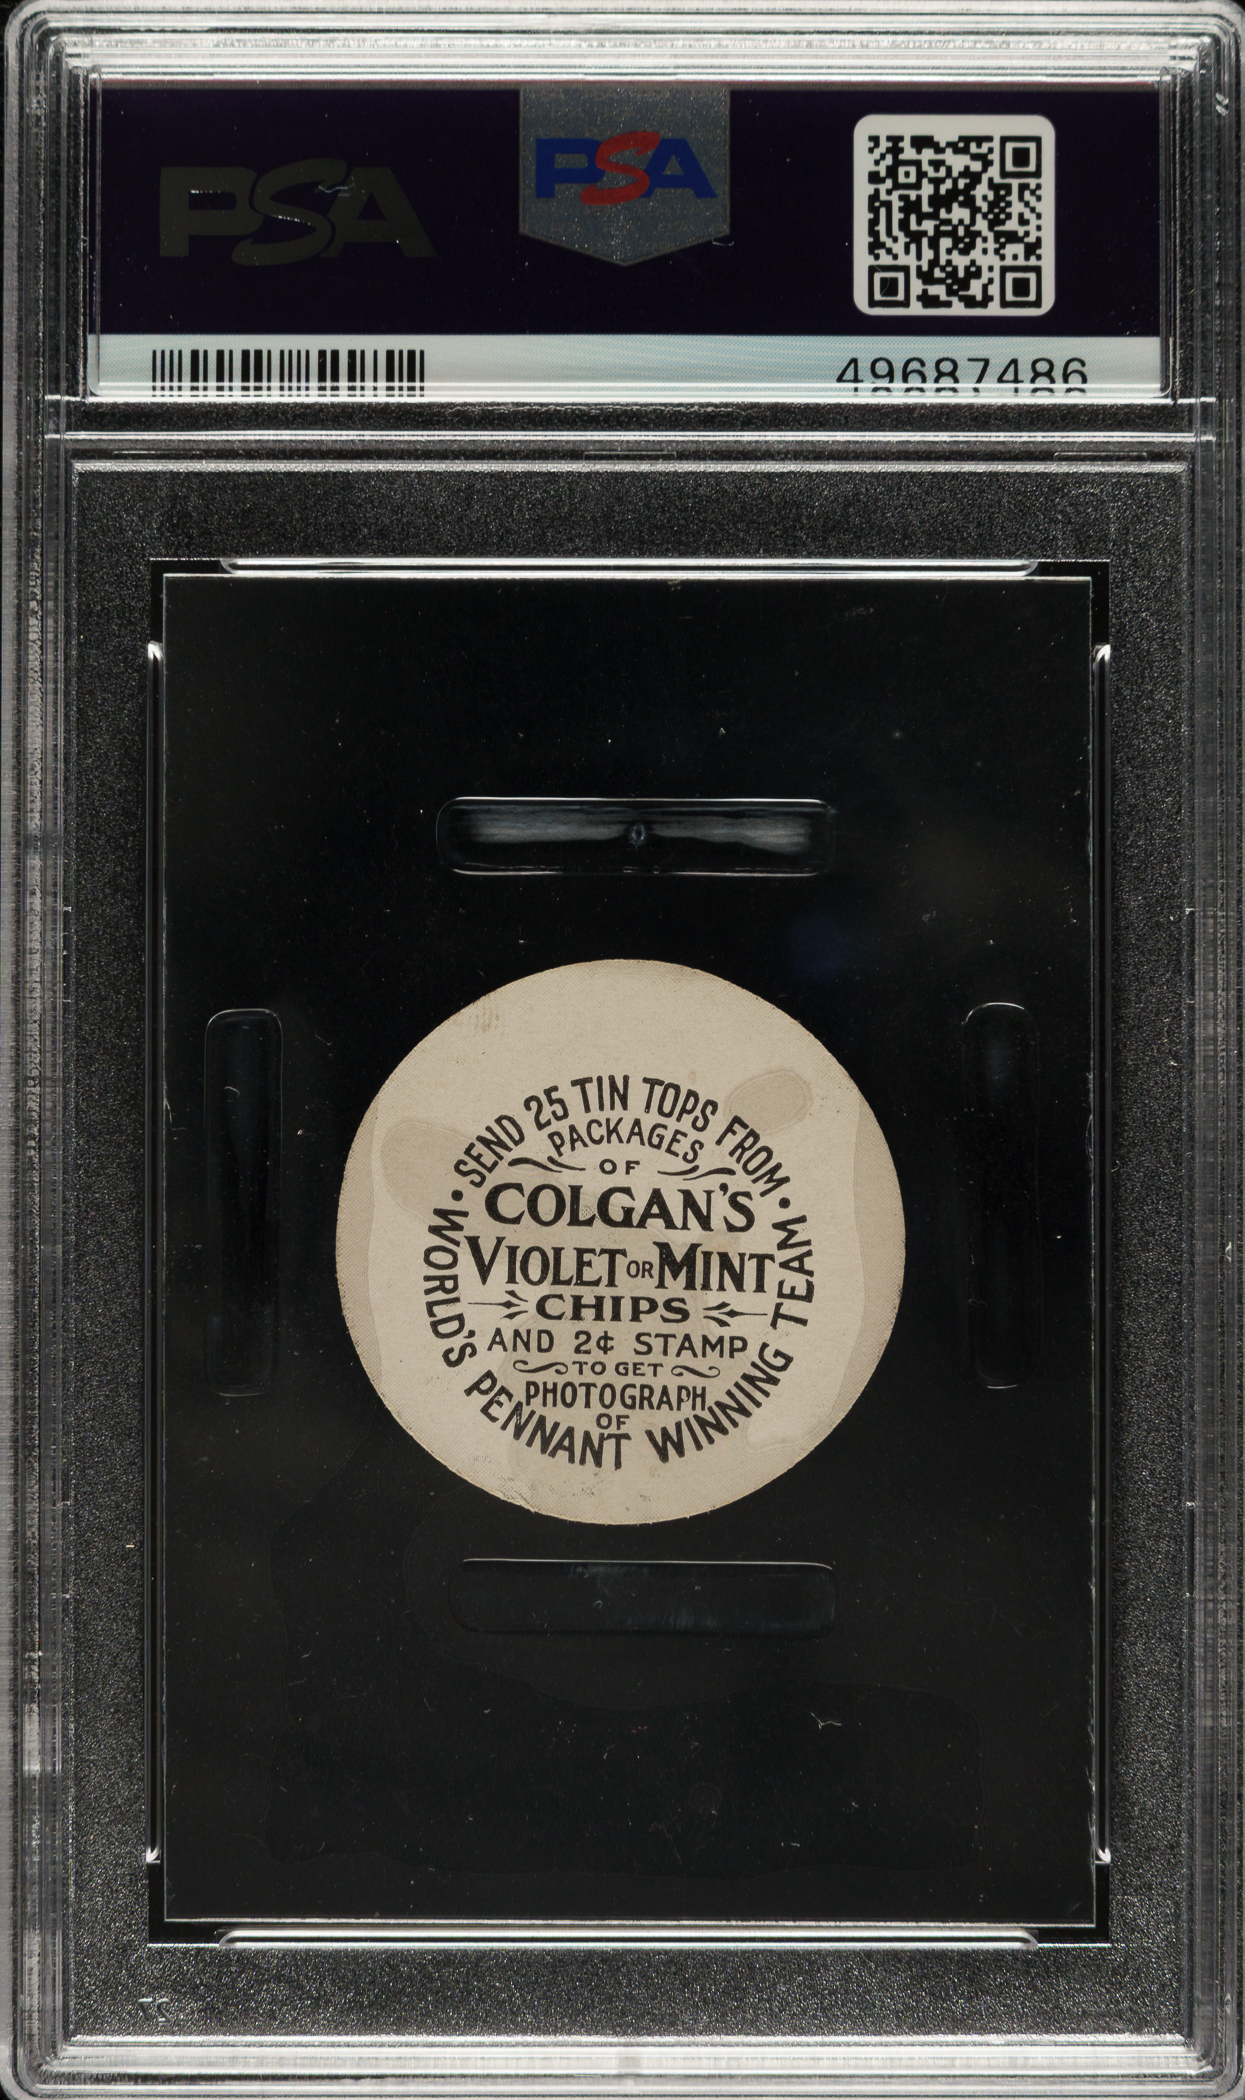 PSA
PSA
49687486
• SEND 25 TIN TOPS FROM •
PACKAGES
OF
COLGAN'S
VIOLET OR MINT
CHIPS
AND 2¢ STAMP
TO GET
PHOTOGRAPH
OF
WORLD'S PENNANT WINNING TEAM